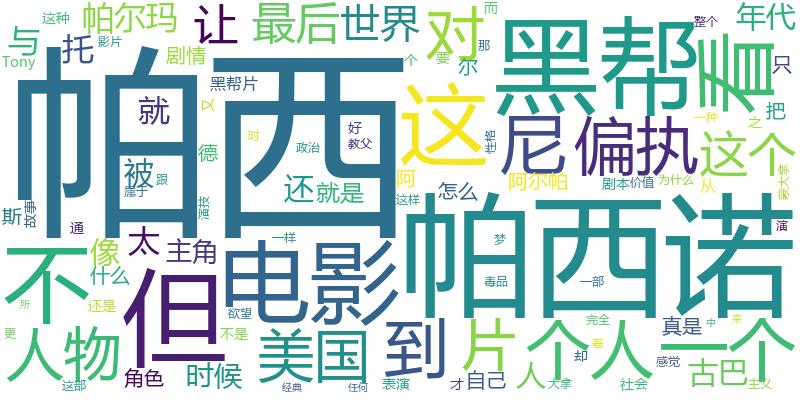 这种 帕尔玛 让 最后 世界 对 而 整个 年代
与 影片 那
Tony 托 剧情 个 要 尔 黑帮 看 只
黑帮片
帕西 这 尼 偏执 这个 把
就 又 时 好 教父 性格 一种 之
被 德 政治
属于 跟 还 就是 阿 阿尔帕 怎么 剧本 价值 为什么 从 豪大拿
斯 故事 演技 这样
通 太 一样 梦 演
不 像 主角 电影 帕西诺
但 什么 毒品 一部
所 还是 欲望 完全 中 来
更 人物 不是 美国 到 片 个人 着 真是 一个
却 感觉
这部 角色 时候 经典 任何 表演 才 自己 人 大拿 社会 古巴 主义